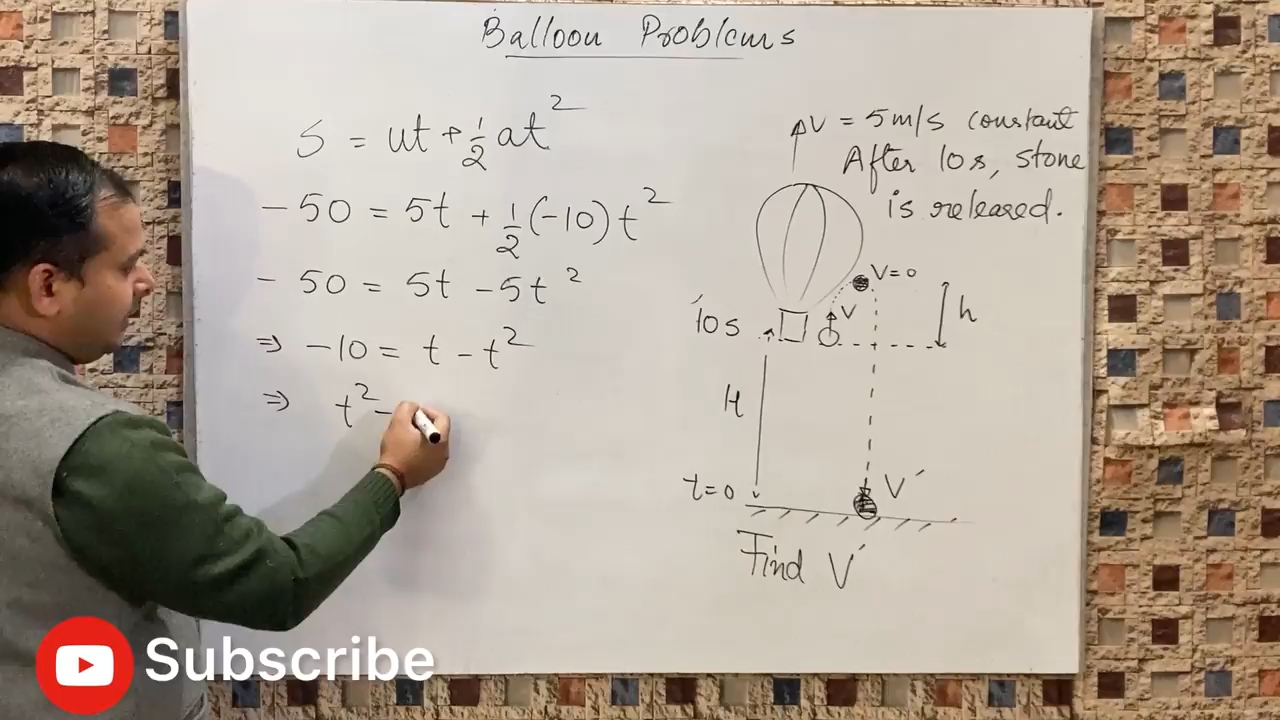 Balloon Problems
S = ut + 1/2 at²
- 50 = 5t + 1/2 (-10) t²
- 50 = 5t - 5t²
⇒ -10 = t - t²
⇒ t² -
V = 5 m/s constant
After 10s, stone
is released.
V = 0
h
10s
V
H
t=0
V′
Find V′
Subscribe